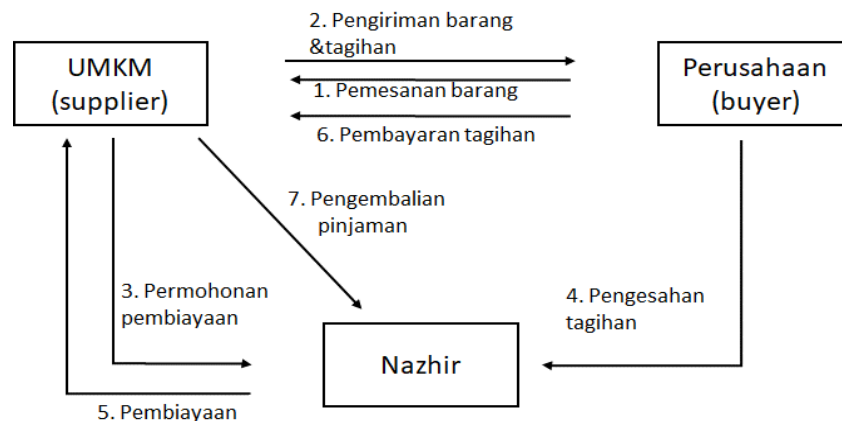 2. Pengiriman barang
&tagihan
UMKM
(supplier)
Perusahaan
(buyer)
1. Pemesanan barang
6. Pembayaran tagihan
7. Pengembalian
pinjaman
3. Permohonan
pembiayaan
4. Pengesahan
tagihan
Nazhir
5. Pembiayaan